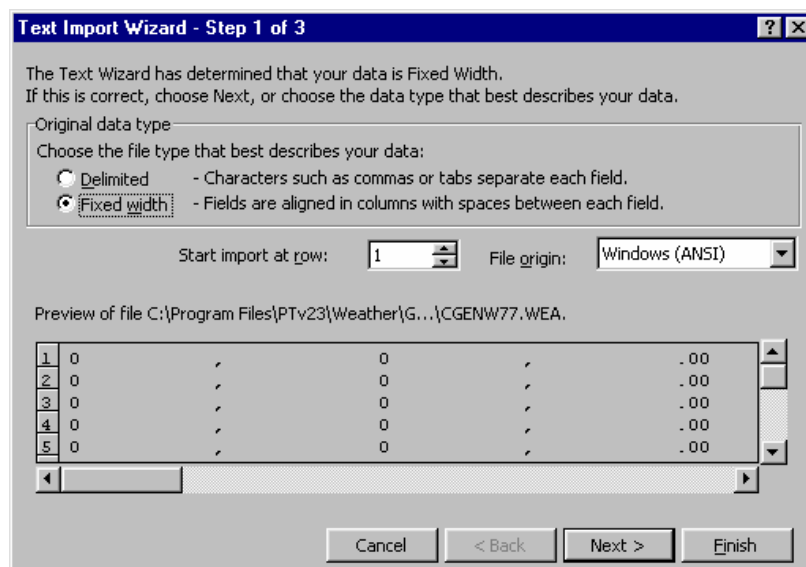 Text Import Wizard - Step 1 of 3
The Text Wizard has determined that your data is Fixed Width.
If this is correct, choose Next, or choose the data type that best describes your data.
Original data type
Choose the file type that best describes your data:
Delimited - Characters such as commas or tabs separate each field.
Fixed width - Fields are aligned in columns with spaces between each field.
Start import at row: 1 File origin: Windows (ANSI)
Preview of file C:\Program Files\PTv23\Weather\G...\CGENW77.WEA.
1 0 , 0 , .00
2 0 , 0 , .00
3 0 , 0 , .00
4 0 , 0 , .00
5 0 , 0 , .00
Cancel < Back Next > Finish